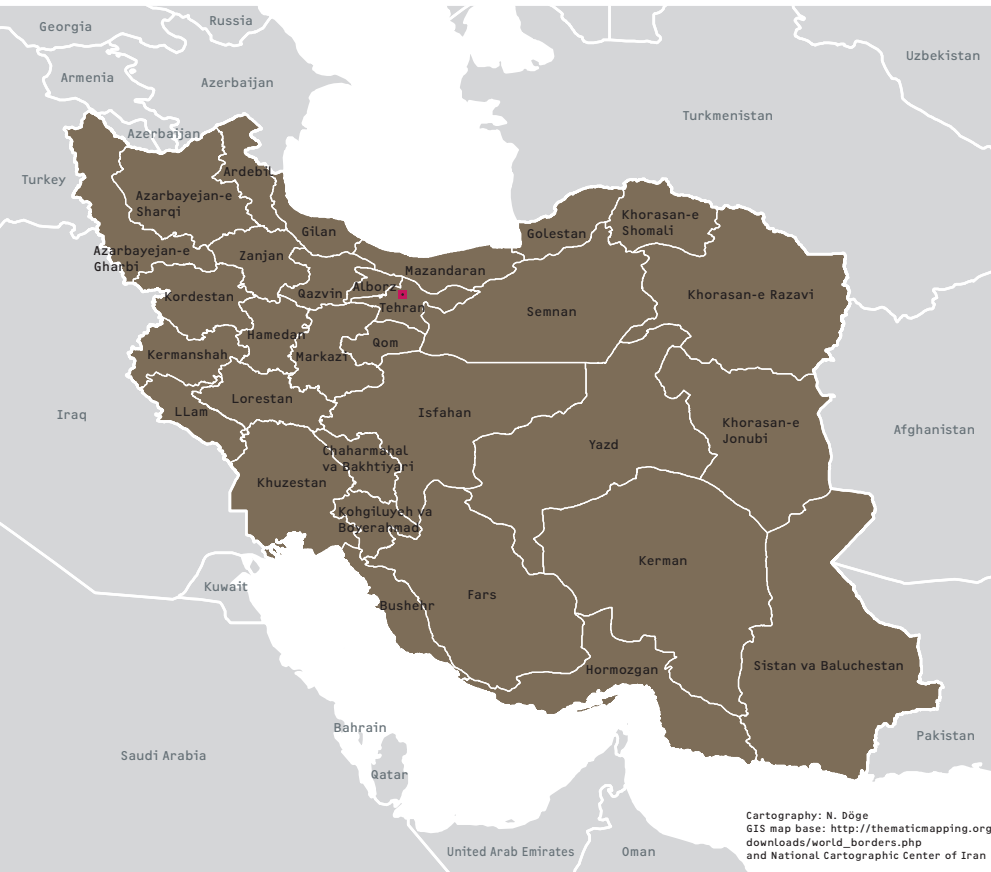 Georgia
Russia
Uzbekistan
Armenia
Azerbaijan
Turkmenistan
Azerbaijan
Turkey
Ardebil
Azarbayejan-e
Sharqi
Khorasan-e
Shomali
Gilan
Golestan
Azarbayejan-e
Gharbi
Zanjan
Mazandaran
Kordestan
Qazvin
Alborz
Tehran
Khorasan-e Razavi
Semnan
Hamedan
Qom
Kermanshah
Markazi
Lorestan
LLam
Isfahan
Iraq
Khorasan-e
Jonubi
Afghanistan
Yazd
Chaharmahal
va Bakhtiyari
Khuzestan
Kohgiluyeh va
Boyerahmad
Kerman
Kuwait
Fars
Bushehr
Hormozgan
Sistan va Baluchestan
Bahrain
Pakistan
Saudi Arabia
Qatar
United Arab Emirates
Oman
Cartography: N. Döge
GIS map base: http://thematicmapping.org
downloads/world_borders.php
and National Cartographic Center of Iran